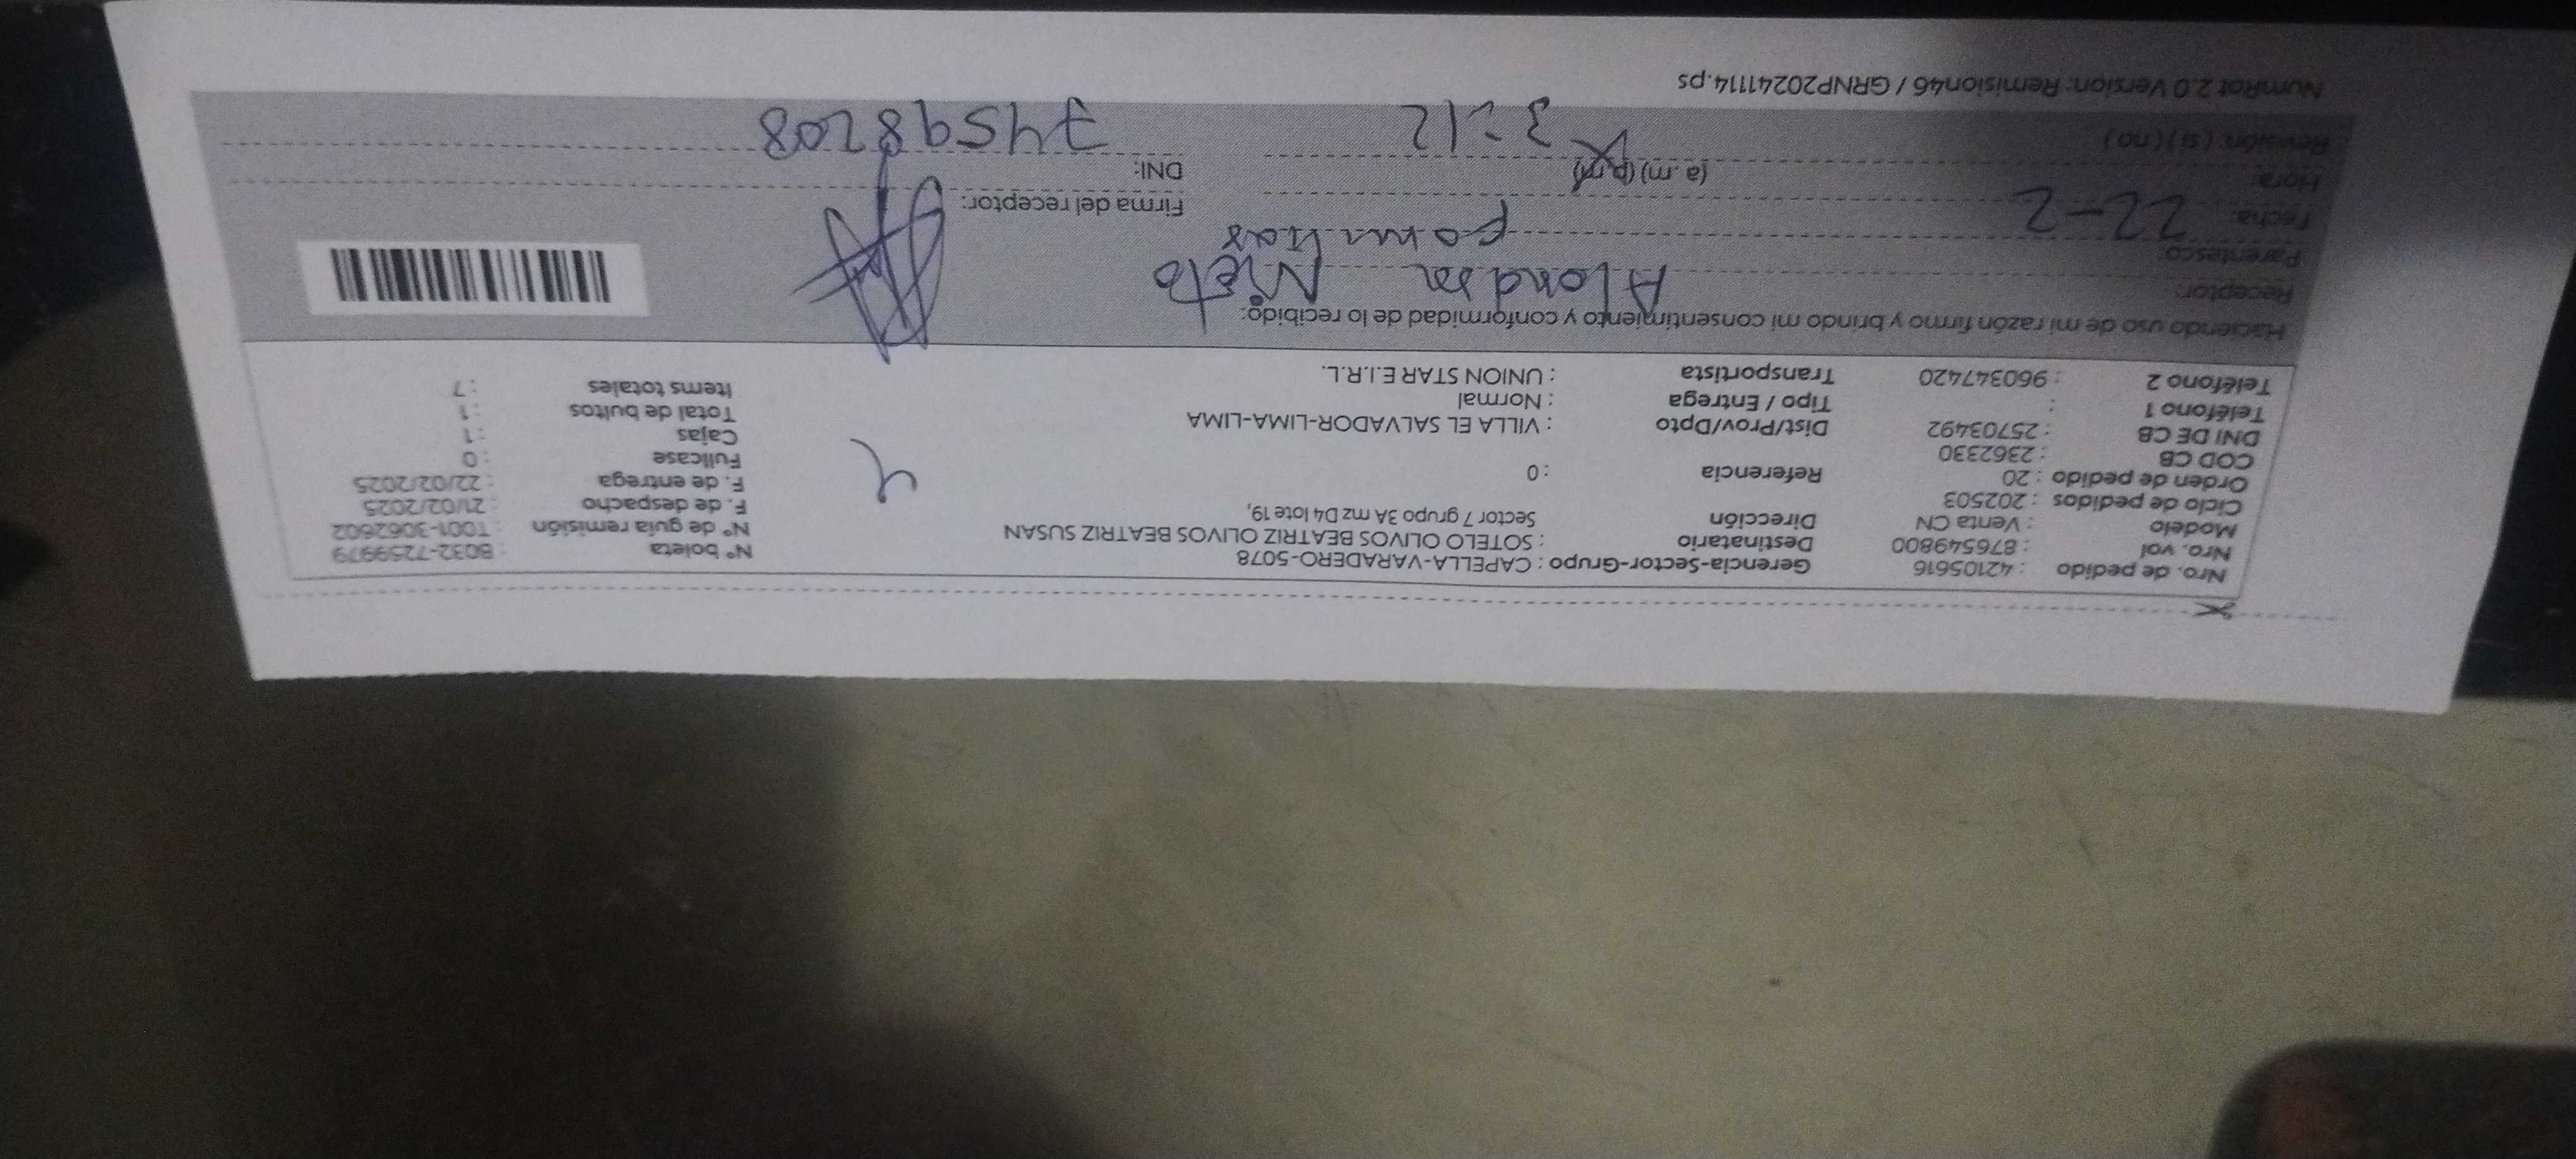 Nro. de pedido : 42105616 Gerencia-Sector-Grupo : CAPELLA-VARADERO-5078 N° boleta : B032-7259979
Nro. vol : 876549800 Destinatario : SOTELO OLIVOS BEATRIZ OLIVOS BEATRIZ SUSAN N° de guía remisión : T001-3062602
Modelo : Venta CN Dirección Sector 7 grupo 3A mz D4 lote 19, F. de despacho : 21/02/2025
Ciclo de pedidos : 202503 F. de entrega : 22/02/2025
Orden de pedido : 20 Referencia : 0 Fullcase : 0
COD CB : 2362330 Cajas : 1
DNI DE CB : 25703492 Dist/Prov/Dpto : VILLA EL SALVADOR-LIMA-LIMA Total de bultos : 1
Teléfono 1 : Tipo / Entrega : Normal Items totales : 7
Teléfono 2 : 960347420 Transportista : UNION STAR E.I.R.L.
Haciendo uso de mi razón firmo y brindo mi consentimiento y conformidad de lo recibido:
Receptor: Nieto
Parentesco:
Fecha: 22-2 Firma del receptor:
Hora: (a.m) (p.m) 3:12 DNI: 74598208
Revisión: (si) (no)
NumRot 2.0 Version: Remision46 / GRNP20241114.ps